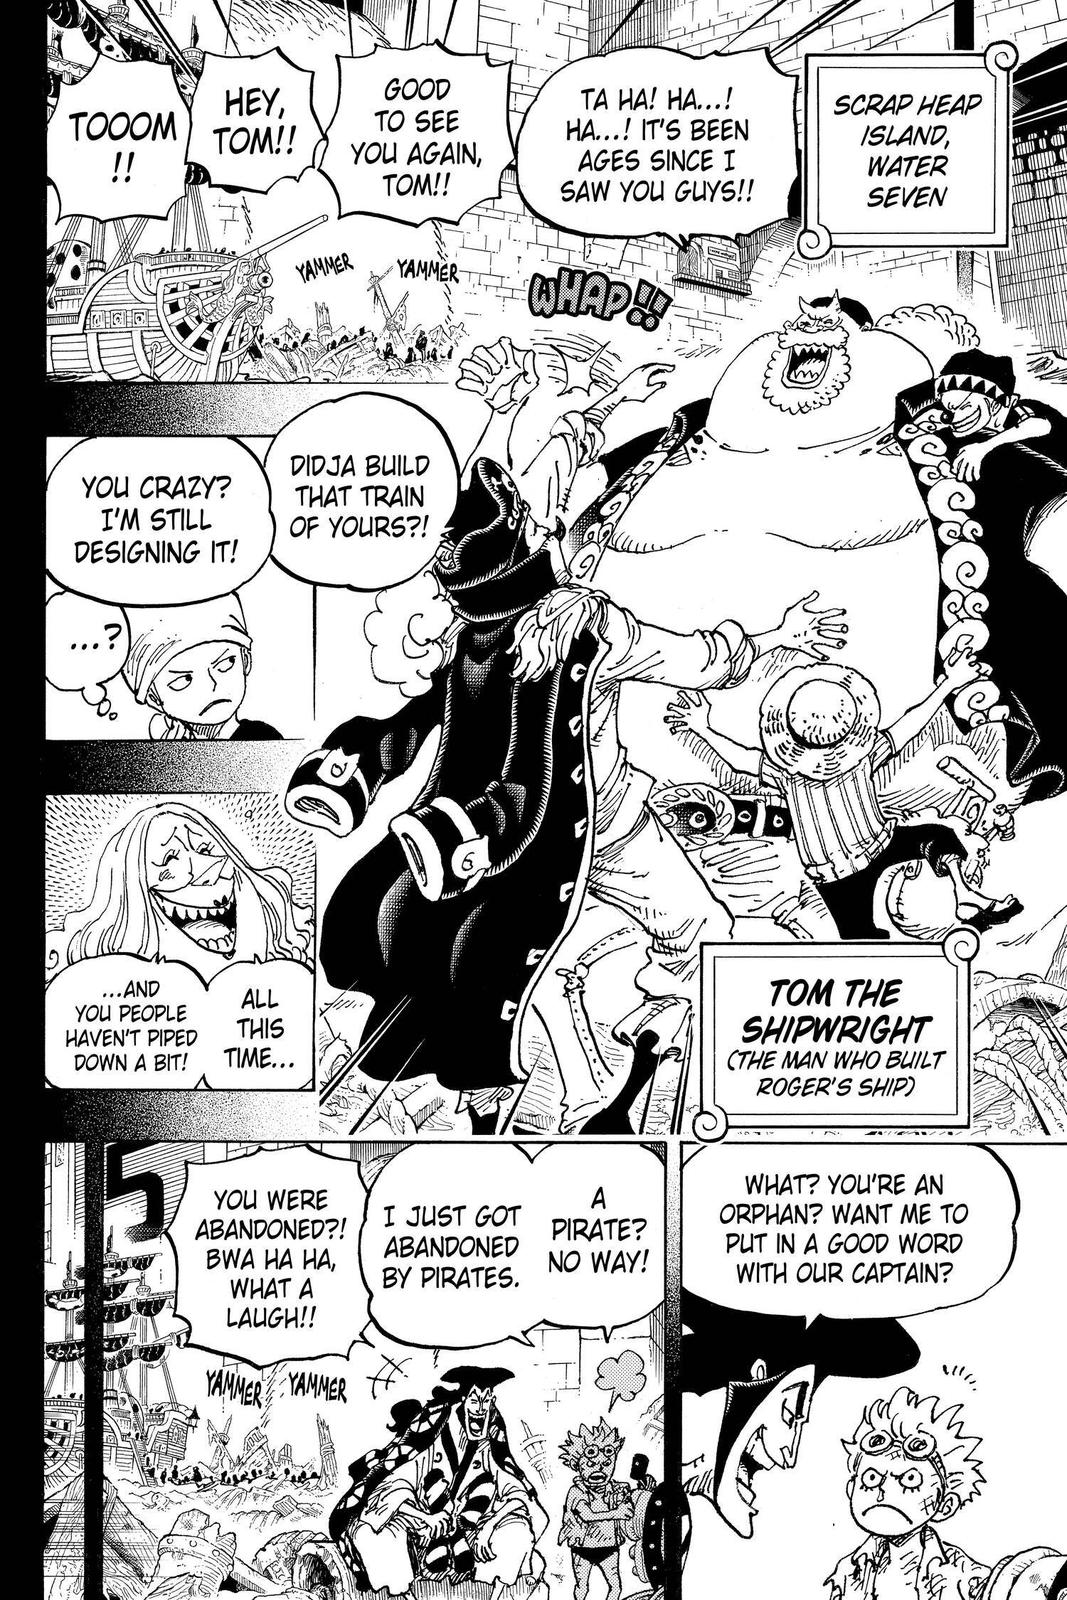 SCRAP HEAP
ISLAND,
WATER
SEVEN
TA HA! HA...!
HA...! IT'S BEEN
AGES SINCE I
SAW YOU GUYS!!
GOOD
TO SEE
YOU AGAIN,
TOM!!
HEY,
TOM!!
TOOOM
!!
YAMMER
YAMMER
WHAP!!
DIDJA BUILD
THAT TRAIN
OF YOURS?!
YOU CRAZY?
I'M STILL
DESIGNING IT!
...?
ALL
THIS
TIME...
...AND
YOU PEOPLE
HAVEN'T PIPED
DOWN A BIT!
6
TOM THE
SHIPWRIGHT
(THE MAN WHO BUILT
ROGER'S SHIP)
WHAT? YOU'RE AN
ORPHAN? WANT ME TO
PUT IN A GOOD WORD
WITH OUR CAPTAIN?
A
PIRATE?
NO WAY!
I JUST GOT
ABANDONED
BY PIRATES.
YOU WERE
ABANDONED?!
BWA HA HA,
WHAT A
LAUGH!!
5
YAMMER
YAMMER